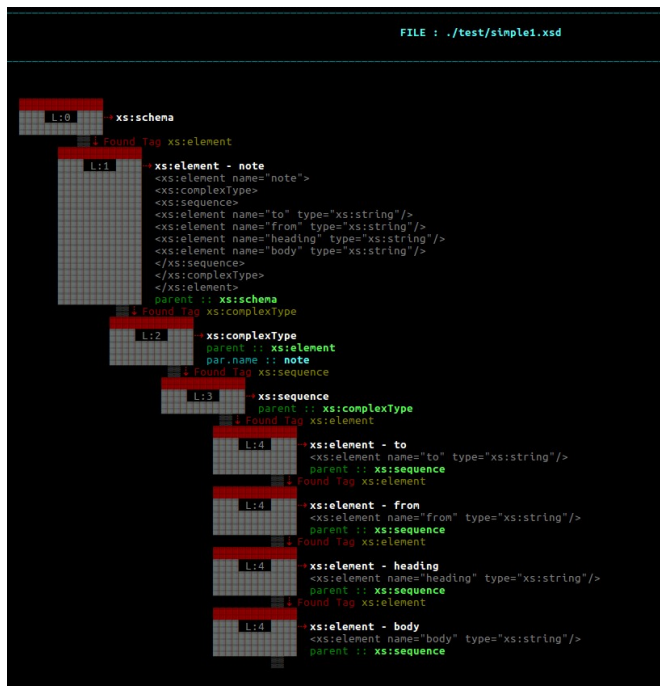 FILE : ./test/simple1.xsd
L:0 → xs:schema
↓ Found Tag xs:element
L:1 → xs:element - note
<xs:element name="note">
<xs:complexType>
<xs:sequence>
<xs:element name="to" type="xs:string"/>
<xs:element name="from" type="xs:string"/>
<xs:element name="heading" type="xs:string"/>
<xs:element name="body" type="xs:string"/>
</xs:sequence>
</xs:complexType>
</xs:element>
parent :: xs:schema
↓ Found Tag xs:complexType
L:2 → xs:complexType
parent :: xs:element
par.name :: note
↓ Found Tag xs:sequence
L:3 → xs:sequence
parent :: xs:complexType
↓ Found Tag xs:element
L:4 → xs:element - to
<xs:element name="to" type="xs:string"/>
parent :: xs:sequence
↓ Found Tag xs:element
L:4 → xs:element - from
<xs:element name="from" type="xs:string"/>
parent :: xs:sequence
↓ Found Tag xs:element
L:4 → xs:element - heading
<xs:element name="heading" type="xs:string"/>
parent :: xs:sequence
↓ Found Tag xs:element
L:4 → xs:element - body
<xs:element name="body" type="xs:string"/>
parent :: xs:sequence